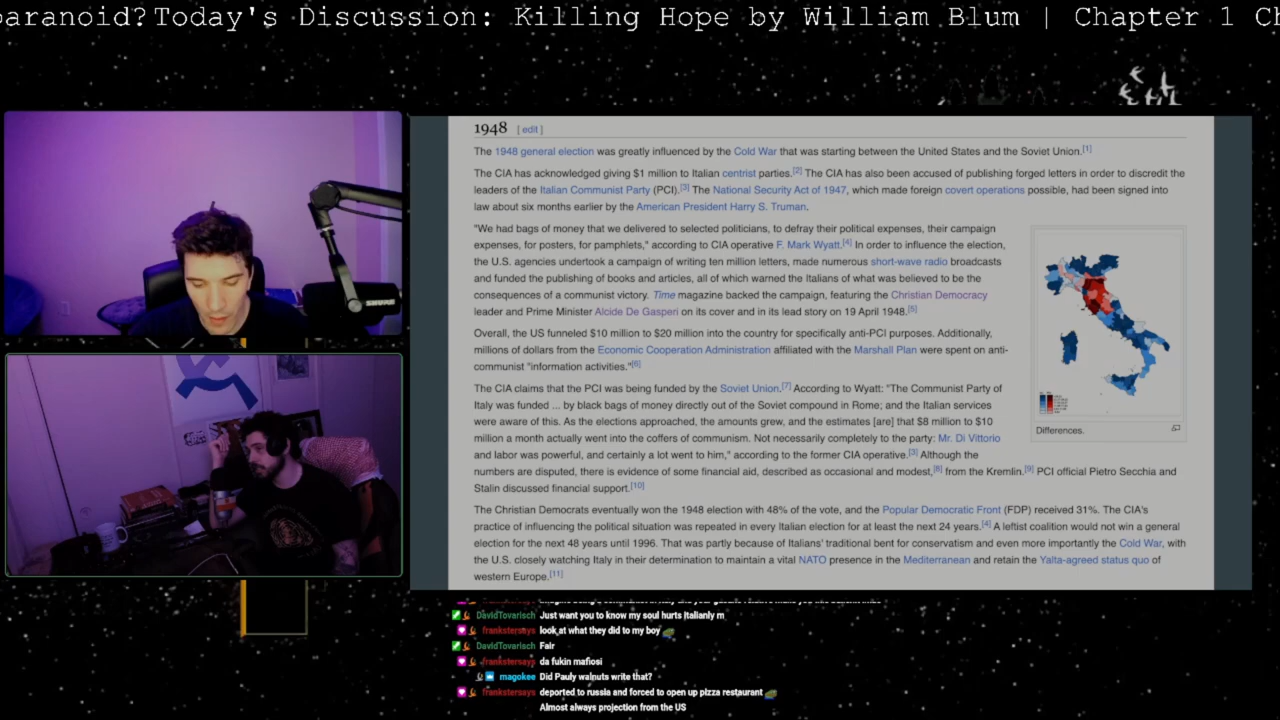 paranoid?Today's Discussion: Killing Hope by William Blum | Chapter 1 Ch
1948 [ edit ]
The 1948 general election was greatly influenced by the Cold War that was starting between the United States and the Soviet Union.[1]
The CIA has acknowledged giving $1 million to Italian centrist parties.[2] The CIA has also been accused of publishing forged letters in order to discredit the
leaders of the Italian Communist Party (PCI).[3] The National Security Act of 1947, which made foreign covert operations possible, had been signed into
law about six months earlier by the American President Harry S. Truman.
"We had bags of money that we delivered to selected politicians, to defray their political expenses, their campaign
expenses, for posters, for pamphlets," according to CIA operative F. Mark Wyatt.[4] In order to influence the election,
the U.S. agencies undertook a campaign of writing ten million letters, made numerous short-wave radio broadcasts
and funded the publishing of books and articles, all of which warned the Italians of what was believed to be the
consequences of a communist victory. Time magazine backed the campaign, featuring the Christian Democracy
leader and Prime Minister Alcide De Gasperi on its cover and in its lead story on 19 April 1948.[5]
Overall, the US funneled $10 million to $20 million into the country for specifically anti-PCI purposes. Additionally,
millions of dollars from the Economic Cooperation Administration affiliated with the Marshall Plan were spent on anti-
communist "information activities."[6]
The CIA claims that the PCI was being funded by the Soviet Union.[7] According to Wyatt: "The Communist Party of
Italy was funded ... by black bags of money directly out of the Soviet compound in Rome; and the Italian services
were aware of this. As the elections approached, the amounts grew, and the estimates [are] that $8 million to $10
million a month actually went into the coffers of communism. Not necessarily completely to the party: Mr. Di Vittorio
and labor was powerful, and certainly a lot went to him," according to the former CIA operative.[3] Although the
numbers are disputed, there is evidence of some financial aid, described as occasional and modest,[8] from the Kremlin.[9] PCI official Pietro Secchia and
Stalin discussed financial support.[10]
The Christian Democrats eventually won the 1948 election with 48% of the vote, and the Popular Democratic Front (FDP) received 31%. The CIA's
practice of influencing the political situation was repeated in every Italian election for at least the next 24 years.[4] A leftist coalition would not win a general
election for the next 48 years until 1996. That was partly because of Italians' traditional bent for conservatism and even more importantly the Cold War, with
the U.S. closely watching Italy in their determination to maintain a vital NATO presence in the Mediterranean and retain the Yalta-agreed status quo of
western Europe.[11]
Differences.
SHURE
DavidTovarisch Just want you to know my soul hurts Italianly m
frankstersays look at what they did to my boy
DavidTovarisch Fair
frankstersays da fukin mafiosi
magokee Did Pauly walnuts write that?
frankstersays deported to russia and forced to open up pizza restaurant
Almost always projection from the US